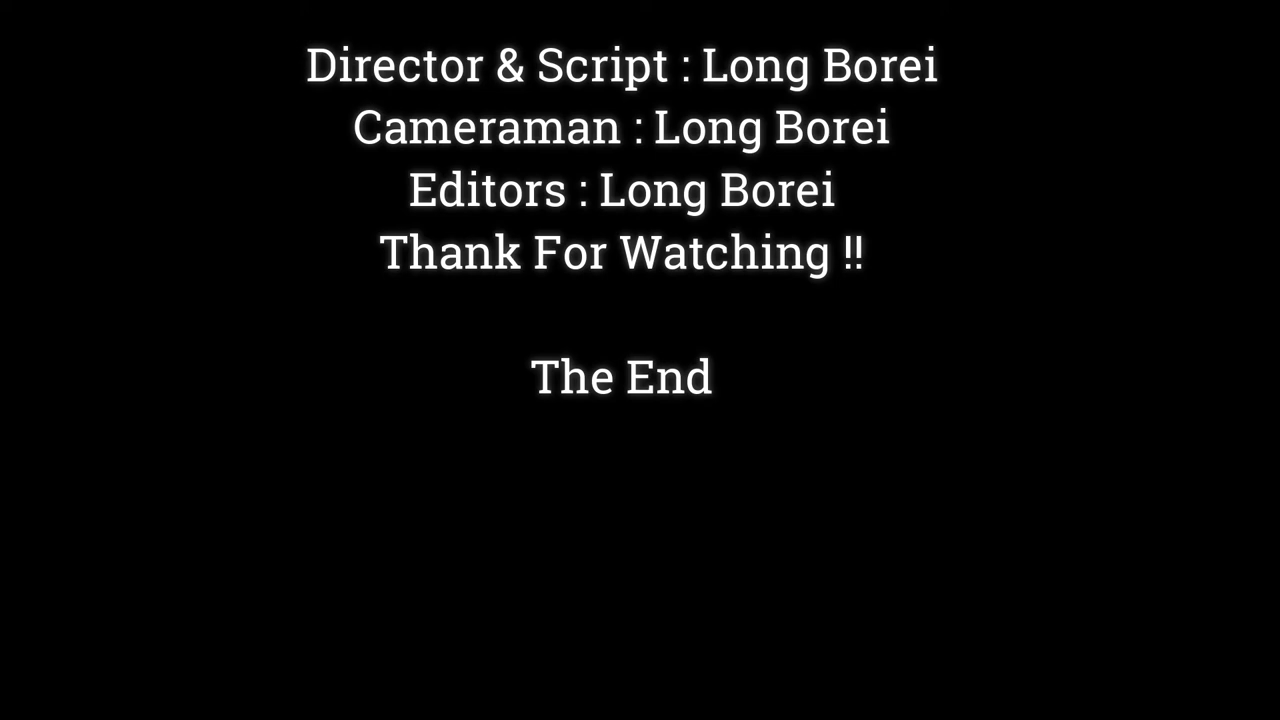 Director & Script : Long Borei
Cameraman : Long Borei
Editors : Long Borei
Thank For Watching !!
The End